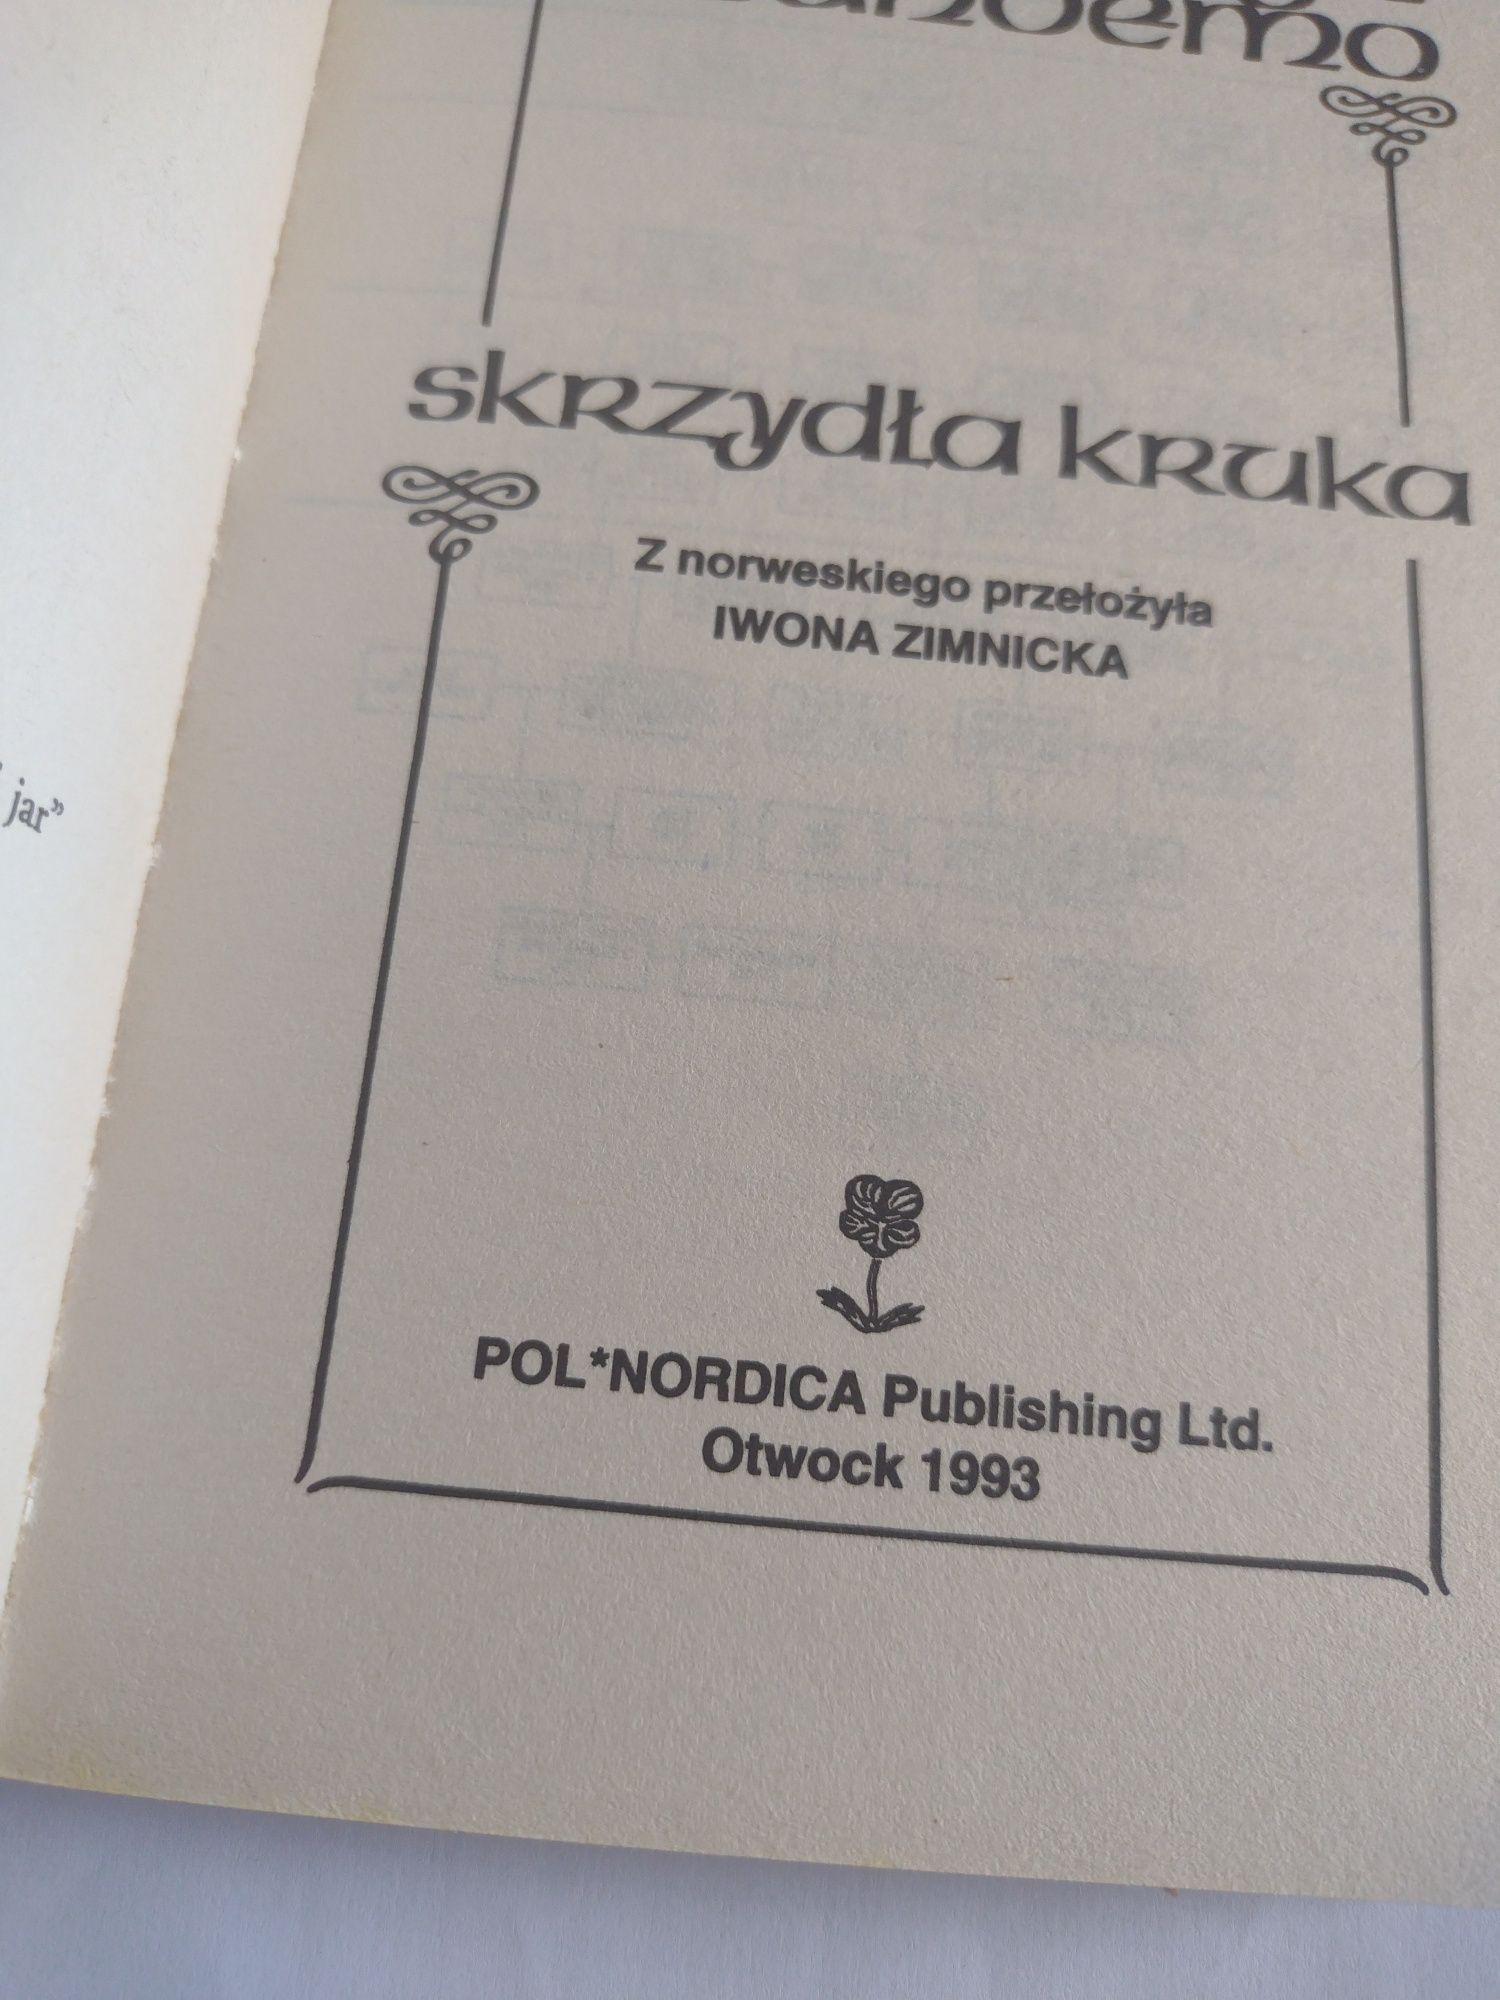 skrzydła kruka
Z norweskiego przełożyła
IWONA ZIMNICKA
POL*NORDICA Publishing Ltd.
Otwock 1993
jar”